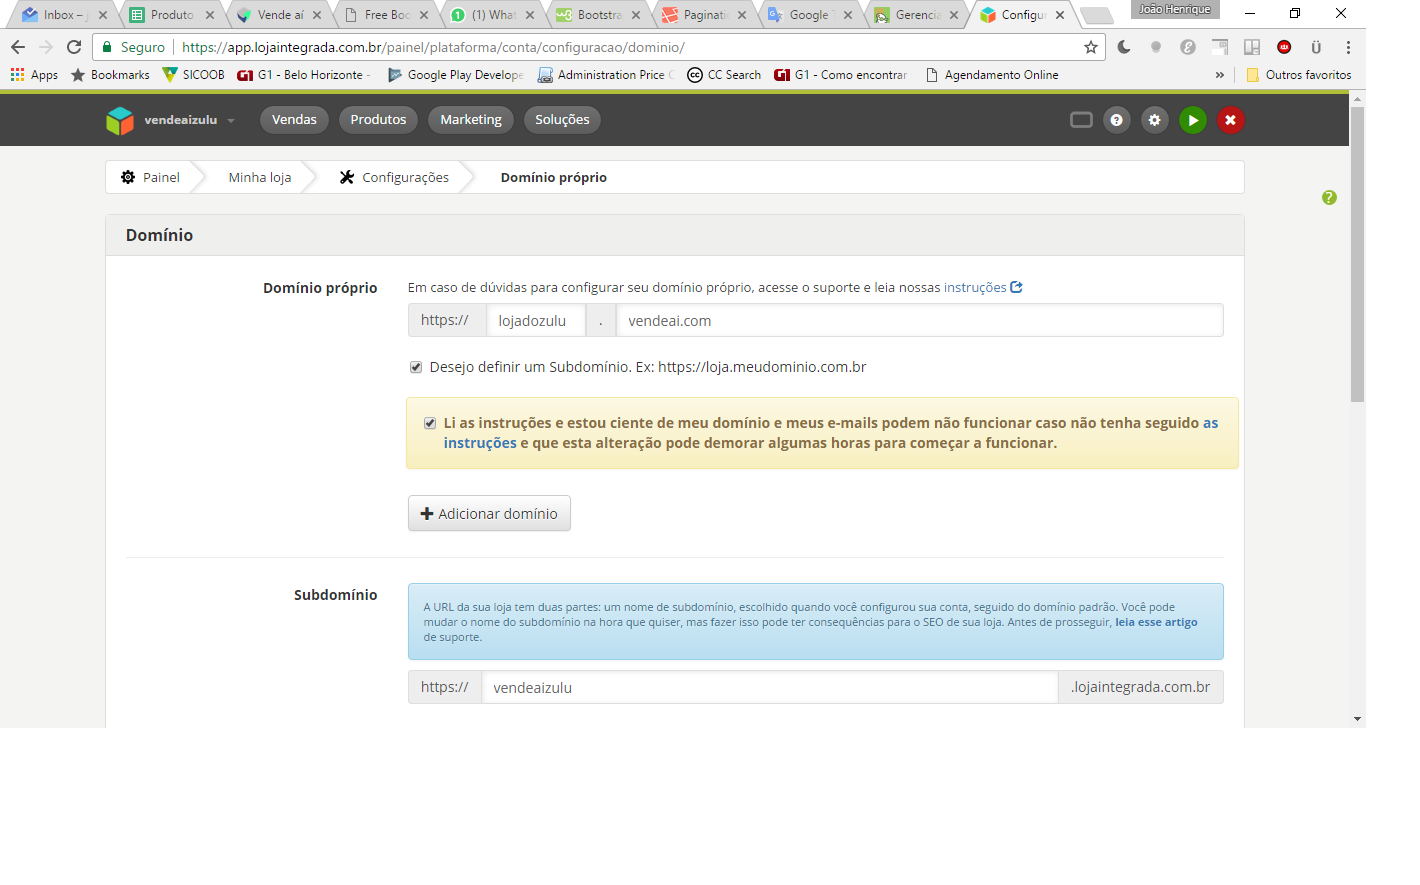 Inbox – j
Produto
Vende aí
Free Boo
(1) What
Bootstra
Paginati
Google T
Gerencia
Configur
João Henrique
Seguro
https://app.lojaintegrada.com.br/painel/plataforma/conta/configuracao/dominio/
Apps
Bookmarks
SICOOB
G1 - Belo Horizonte -
Google Play Develope
Administration Price C
CC Search
G1 - Como encontrar
Agendamento Online
»
Outros favoritos
vendeaizulu
Vendas
Produtos
Marketing
Soluções
Painel
Minha loja
Configurações
Domínio próprio
Domínio
Domínio próprio
Em caso de dúvidas para configurar seu domínio próprio, acesse o suporte e leia nossas instruções
https:// lojadozulu . vendeai.com
Desejo definir um Subdomínio. Ex: https://loja.meudominio.com.br
Li as instruções e estou ciente de meu domínio e meus e-mails podem não funcionar caso não tenha seguido as
instruções e que esta alteração pode demorar algumas horas para começar a funcionar.
Adicionar domínio
Subdomínio
A URL da sua loja tem duas partes: um nome de subdomínio, escolhido quando você configurou sua conta, seguido do domínio padrão. Você pode
mudar o nome do subdomínio na hora que quiser, mas fazer isso pode ter consequências para o SEO de sua loja. Antes de prosseguir, leia esse artigo
de suporte.
https:// vendeaizulu .lojaintegrada.com.br